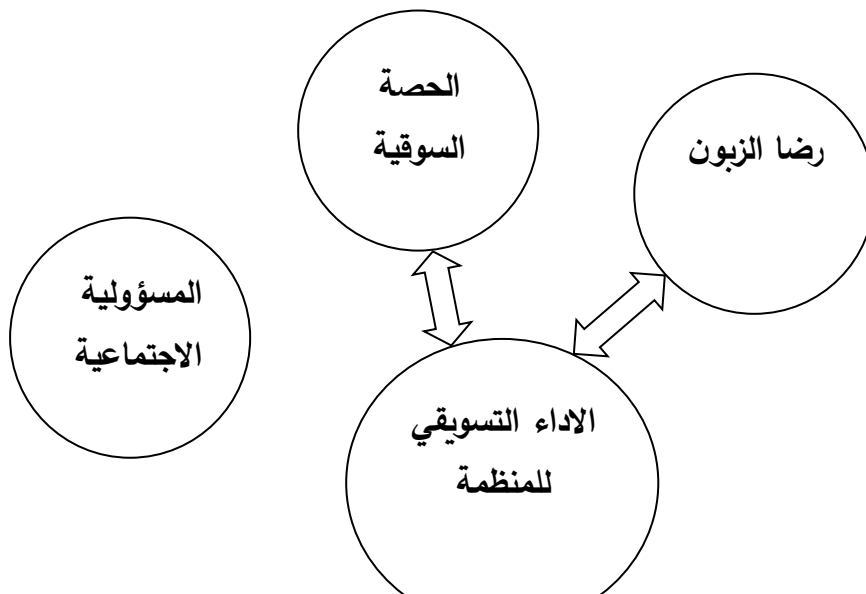 الحصة
السوقية
رضا الزبون
المسؤولية
الاجتماعية
الاداء التسويقي
للمنظمة